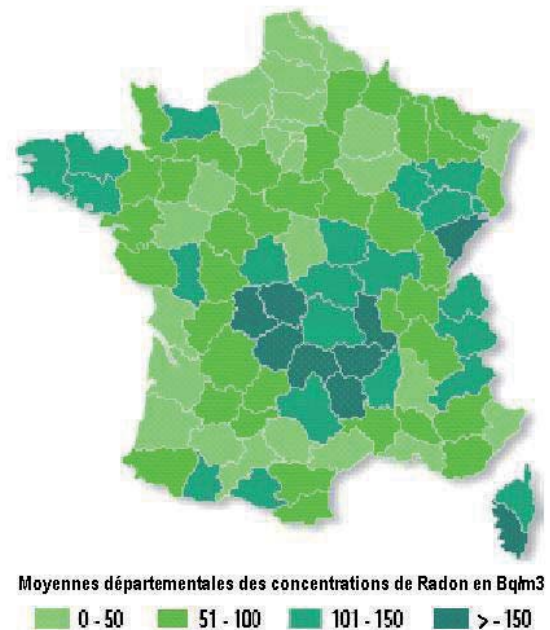 Moyennes départementales des concentrations de Radon en Bq/m3
0 - 50 51 - 100 101 - 150 > - 150